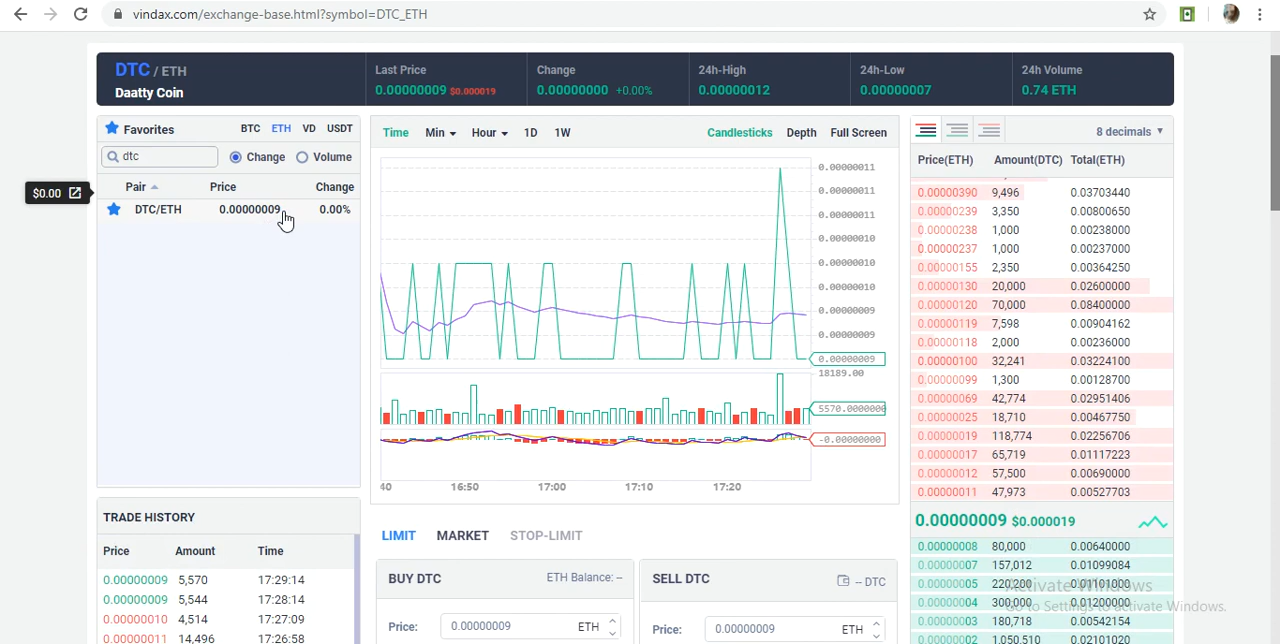 vindax.com/exchange-base.html?symbol=DTC_ETH
DTC / ETH
Daatty Coin
Last Price
0.00000009 $0.000019
Change
0.00000000 +0.00%
24h-High
0.00000012
24h-Low
0.00000007
24h Volume
0.74 ETH
Favorites BTC ETH VD USDT
dtc Change Volume
Pair Price Change
$0.00
DTC/ETH 0.00000009 0.00%
TRADE HISTORY
Price Amount Time
0.00000009 5,570 17:29:14
0.00000009 5,544 17:28:14
0.00000010 4,514 17:27:09
0.00000011 14,496 17:26:58
Time Min Hour 1D 1W Candlesticks Depth Full Screen
0.00000011
0.00000011
0.00000011
0.00000010
0.00000010
0.00000010
0.00000009
0.00000009
0.00000009
18189.00
5570.0000000
-0.00000000
40 16:50 17:00 17:10 17:20
LIMIT MARKET STOP-LIMIT
BUY DTC ETH Balance: --
Price: 0.00000009 ETH
SELL DTC -- DTC
Price: 0.00000009 ETH
8 decimals
Price(ETH) Amount(DTC) Total(ETH)
0.00000390 9,496 0.03703440
0.00000239 3,350 0.00800650
0.00000238 1,000 0.00238000
0.00000237 1,000 0.00237000
0.00000155 2,350 0.00364250
0.00000130 20,000 0.02600000
0.00000120 70,000 0.08400000
0.00000119 7,598 0.00904162
0.00000118 2,000 0.00236000
0.00000100 32,241 0.03224100
0.00000099 1,300 0.00128700
0.00000069 42,774 0.02951406
0.00000025 18,710 0.00467750
0.00000019 118,774 0.02256706
0.00000017 65,719 0.01117223
0.00000012 57,500 0.00690000
0.00000011 47,973 0.00527703
0.00000009 $0.000019
0.00000008 80,000 0.00640000
0.00000007 157,012 0.01099084
0.00000005 220,200 0.01101000
0.00000004 300,000 0.01200000
0.00000003 180,718 0.00542154
0.00000002 1,050,510 0.02101020
Activate Windows
Go to Settings to activate Windows.